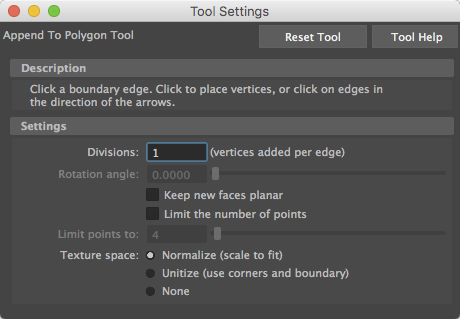 Tool Settings
Append To Polygon Tool Reset Tool Tool Help
Description
Click a boundary edge. Click to place vertices, or click on edges in
the direction of the arrows.
Settings
Divisions: 1 (vertices added per edge)
Rotation angle: 0.0000
Keep new faces planar
Limit the number of points
Limit points to: 4
Texture space: Normalize (scale to fit)
Unitize (use corners and boundary)
None